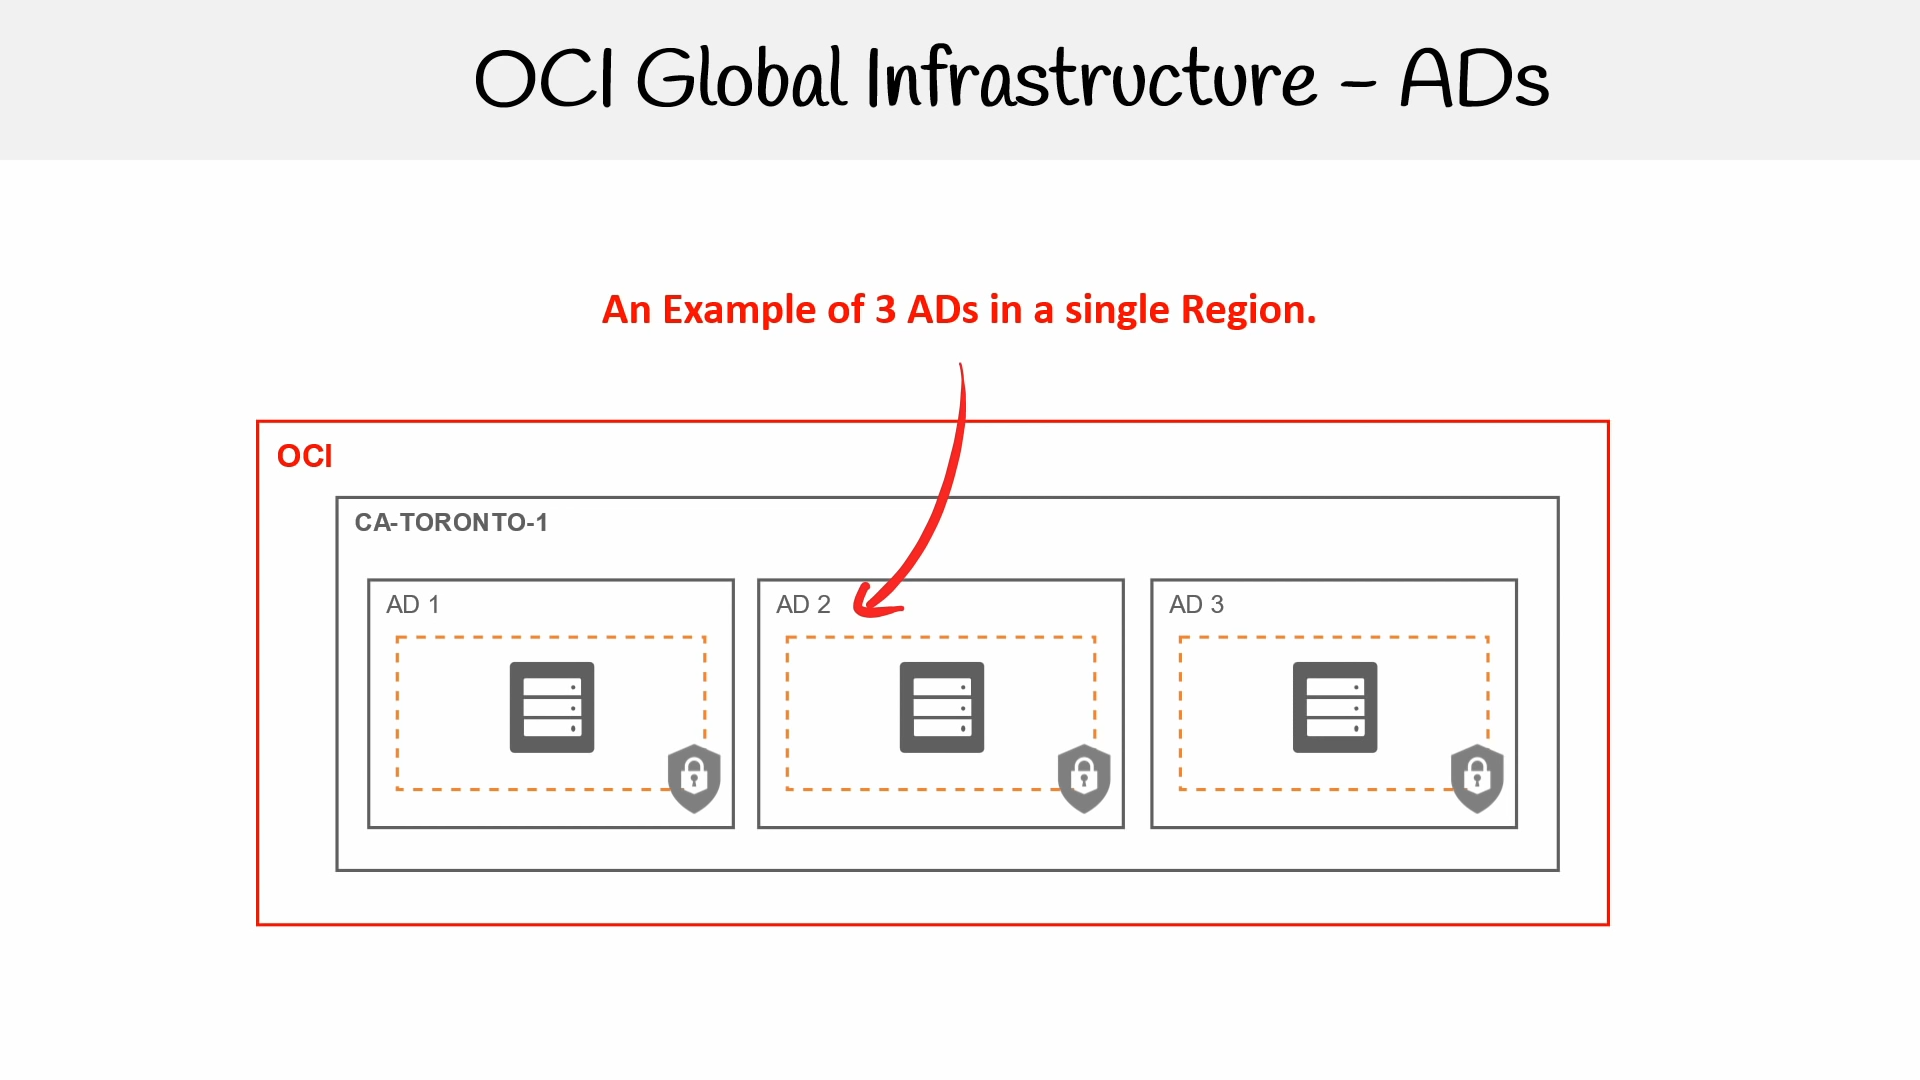 OCI Global Infrastructure - ADs
An Example of 3 ADs in a single Region.
OCI
CA-TORONTO-1
AD 1
AD 2
AD 3